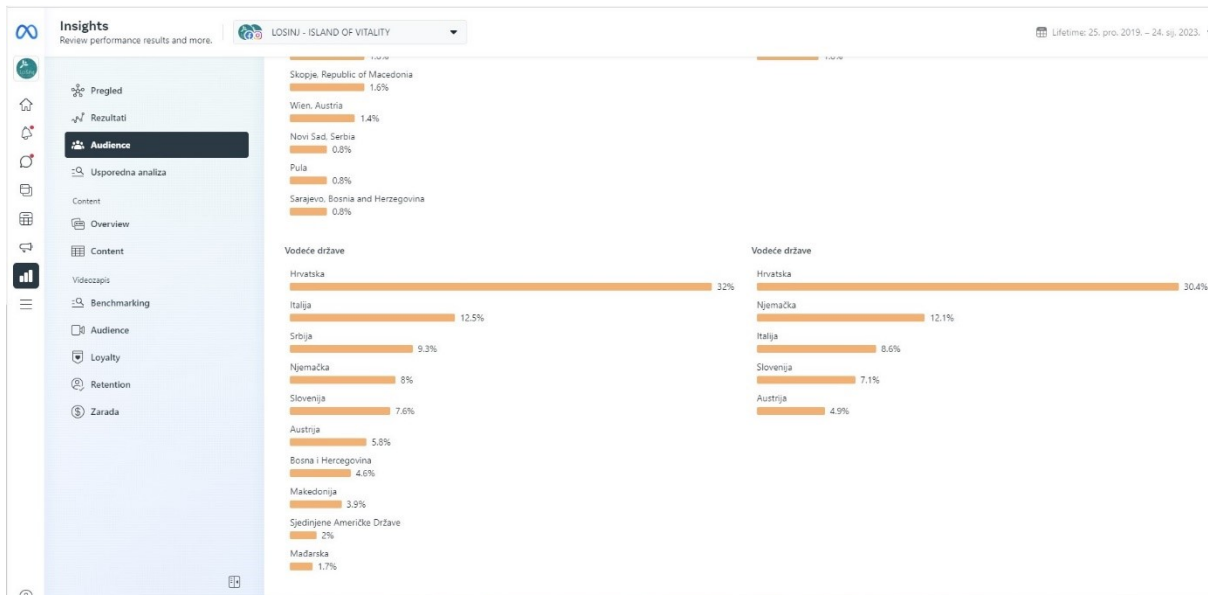 Insights
Review performance results and more.
LOSINJ - ISLAND OF VITALITY
Lifetime: 25. pro. 2019. – 24. sij. 2023.
Pregled
Rezultati
Audience
Usporedna analiza
Content
Overview
Content
Videozapis
Benchmarking
Audience
Loyalty
Retention
Zarada
Skopje, Republic of Macedonia
1.6%
Wien, Austria
1.4%
Novi Sad, Serbia
0.8%
Pula
0.8%
Sarajevo, Bosnia and Herzegovina
0.8%
Vodeće države
Hrvatska
32%
Italija
12.5%
Srbija
9.3%
Njemačka
8%
Slovenija
7.6%
Austrija
5.8%
Bosna i Hercegovina
4.6%
Makedonija
3.9%
Sjedinjene Američke Države
2%
Mađarska
1.7%
Vodeće države
Hrvatska
30.4%
Njemačka
12.1%
Italija
8.6%
Slovenija
7.1%
Austrija
4.9%